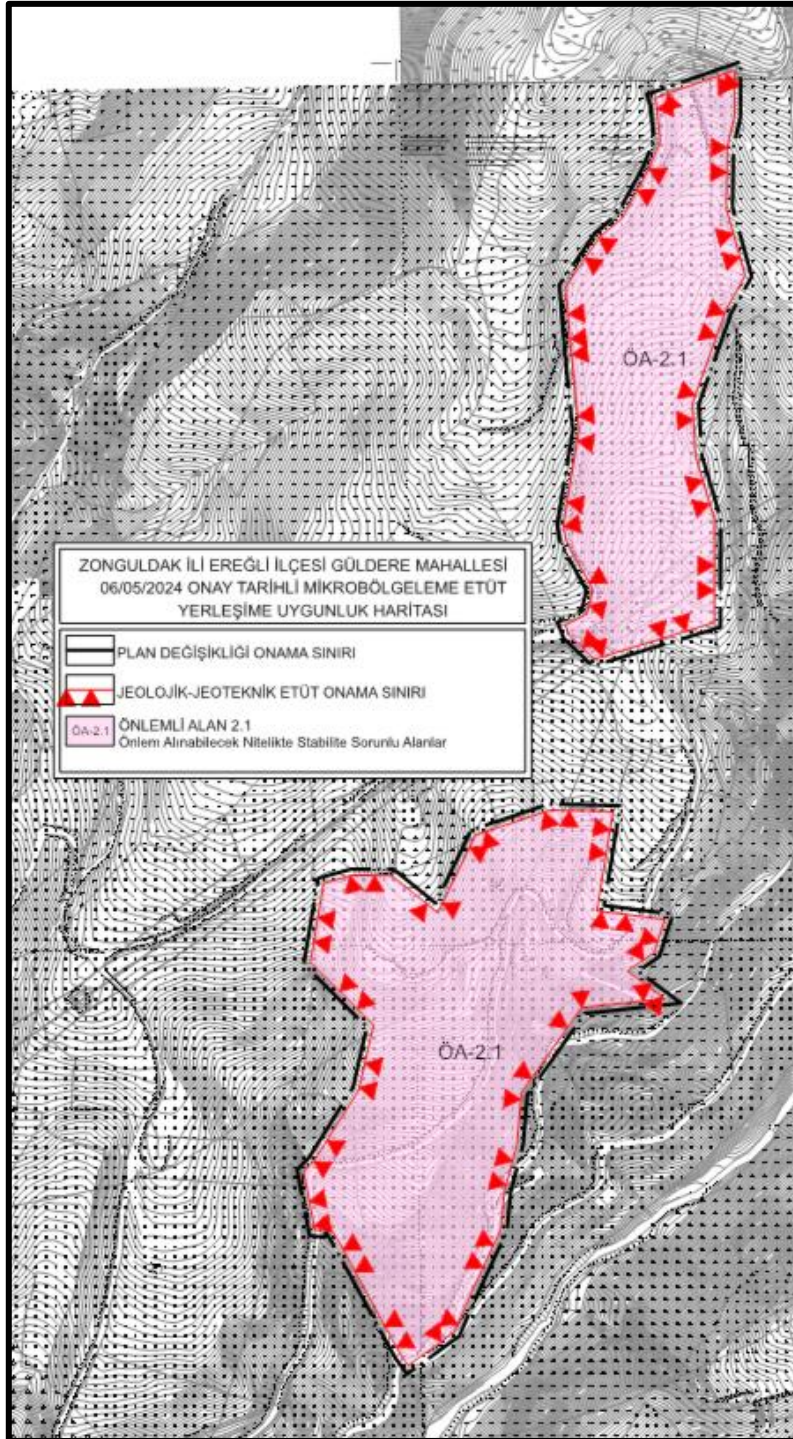 ÖA-2.1
ZONGULDAK İLİ EREĞLİ İLÇESİ GÜLDERE MAHALLESİ
06/05/2024 ONAY TARİHLİ MİKROBÖLGELEME ETÜT
YERLEŞİME UYGUNLUK HARİTASI
PLAN DEĞİŞİKLİĞİ ONAMA SINIRI
JEOLOJİK-JEOTEKNİK ETÜT ONAMA SINIRI
ÖA-2.1 ÖNLEMLİ ALAN 2.1
Önlem Alınabilecek Nitelikte Stabilite Sorunlu Alanlar
ÖA-2.1